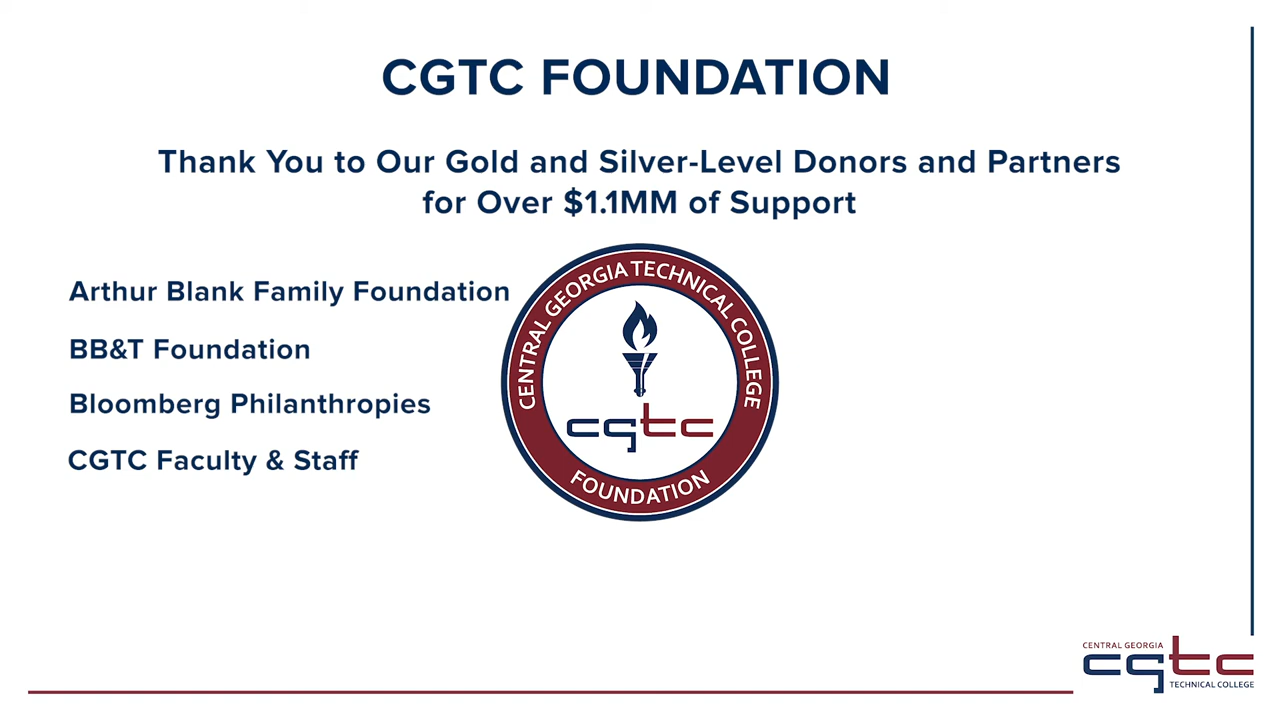 CGTC FOUNDATION
Thank You to Our Gold and Silver-Level Donors and Partners
for Over $1.1MM of Support
Arthur Blank Family Foundation
BB&T Foundation
Bloomberg Philanthropies
CGTC Faculty & Staff
CENTRAL GEORGIA TECHNICAL COLLEGE
cgtc
FOUNDATION
CENTRAL GEORGIA
cgtc
TECHNICAL COLLEGE